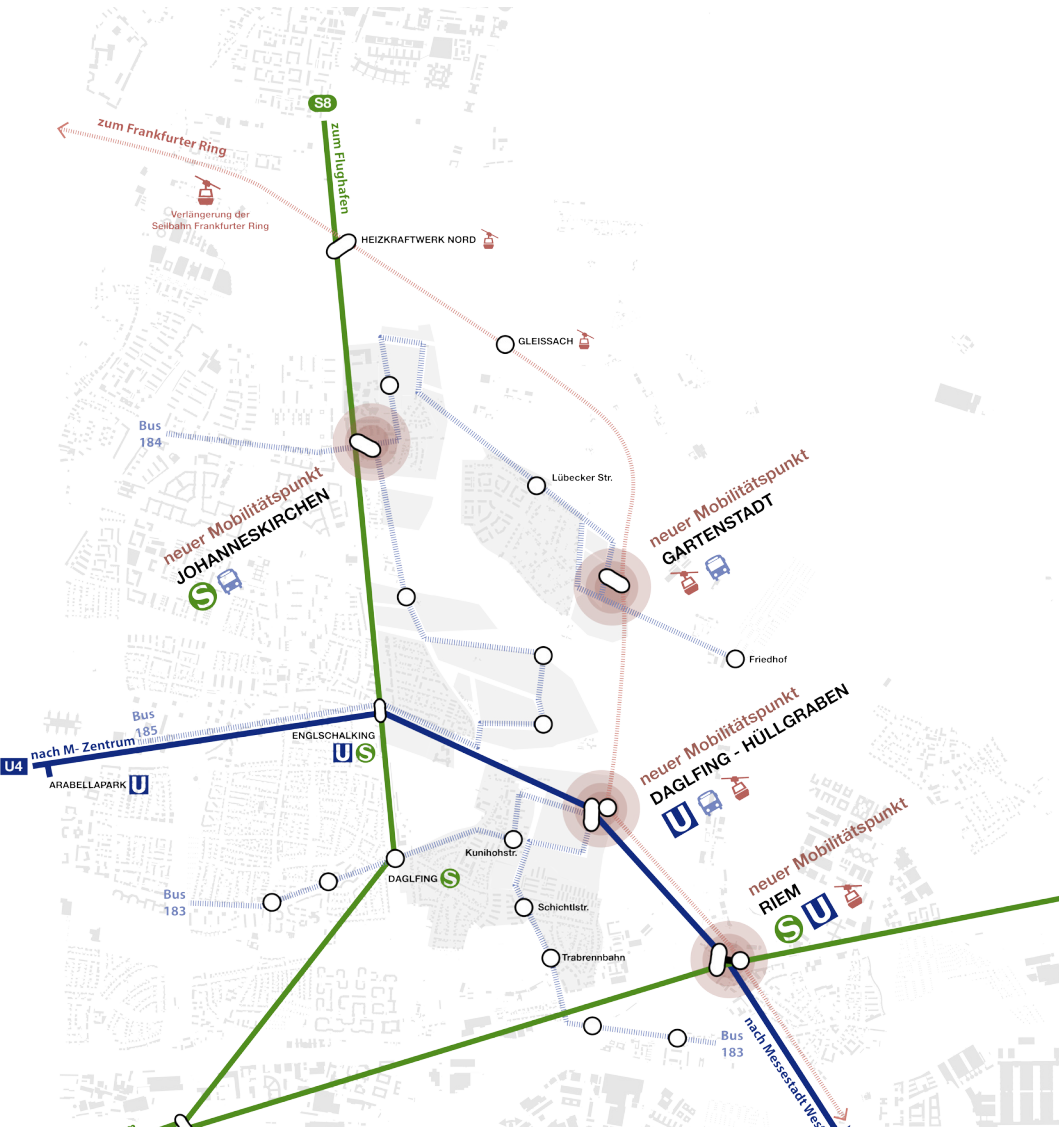 S8
zum Flughafen
zum Frankfurter Ring
Verlängerung der
Seilbahn Frankfurter Ring
HEIZKRAFTWERK NORD
GLEISSACH
Bus
184
Lübecker Str.
neuer Mobilitätspunkt
JOHANNESKIRCHEN
S
neuer Mobilitätspunkt
GARTENSTADT
Friedhof
Bus
185
nach M- Zentrum
U4
ARABELLAPARK U
ENGLSCHALKING
U S
neuer Mobilitätspunkt
DAGLFING - HÜLLGRABEN
U
Kunihohstr.
DAGLFING S
Bus
183
Schichtlstr.
Trabrennbahn
neuer Mobilitätspunkt
RIEM
S U
Bus
183
nach Messestadt West